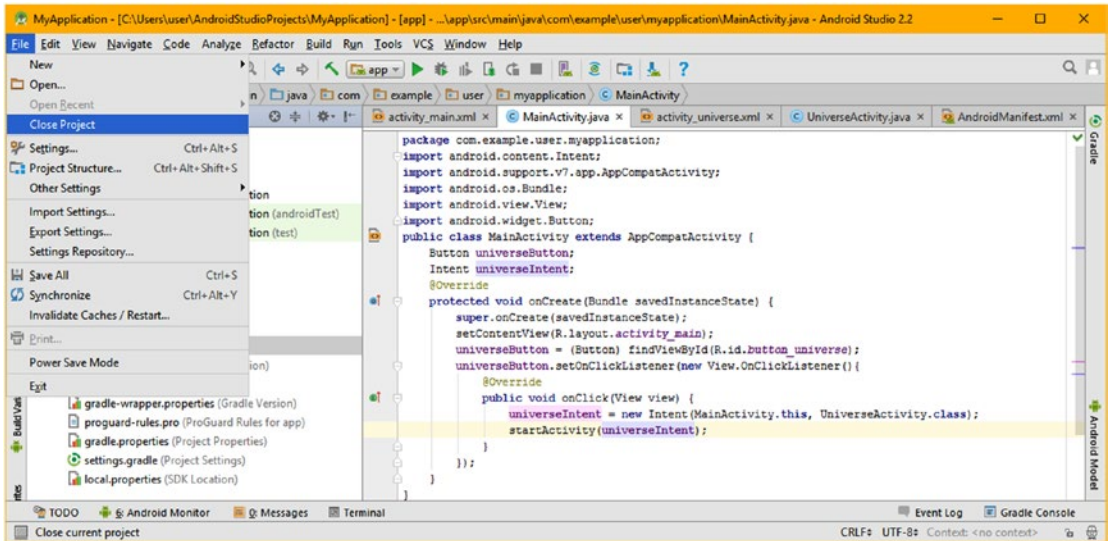 MyApplication - [C:\Users\user\AndroidStudioProjects\MyApplication] - [app] - ...\app\src\main\java\com\example\user\myapplication\MainActivity.java - Android Studio 2.2
File Edit View Navigate Code Analyze Refactor Build Run Tools VCS Window Help
New
Open...
Open Recent
Close Project
Settings... Ctrl+Alt+S
Project Structure... Ctrl+Alt+Shift+S
Other Settings
Import Settings...
Export Settings...
Settings Repository...
Save All Ctrl+S
Synchronize Ctrl+Alt+Y
Invalidate Caches / Restart...
Print...
Power Save Mode
Exit
app
n java com example user myapplication MainActivity
activity_main.xml MainActivity.java activity_universe.xml UniverseActivity.java AndroidManifest.xml
tion
tion (androidTest)
tion (test)
ion)
gradle-wrapper.properties (Gradle Version)
proguard-rules.pro (ProGuard Rules for app)
gradle.properties (Project Properties)
settings.gradle (Project Settings)
local.properties (SDK Location)
package com.example.user.myapplication;
import android.content.Intent;
import android.support.v7.app.AppCompatActivity;
import android.os.Bundle;
import android.view.View;
import android.widget.Button;
public class MainActivity extends AppCompatActivity {
Button universeButton;
Intent universeIntent;
@Override
protected void onCreate(Bundle savedInstanceState) {
super.onCreate(savedInstanceState);
setContentView(R.layout.activity_main);
universeButton = (Button) findViewById(R.id.button_universe);
universeButton.setOnClickListener(new View.OnClickListener(){
@Override
public void onClick(View view) {
universeIntent = new Intent(MainActivity.this, UniverseActivity.class);
startActivity(universeIntent);
}
});
}
}
Gradle
Android Model
Build Vari
rites
TODO 6: Android Monitor 0: Messages Terminal Event Log Gradle Console
Close current project CRLF UTF-8 Context: <no context>